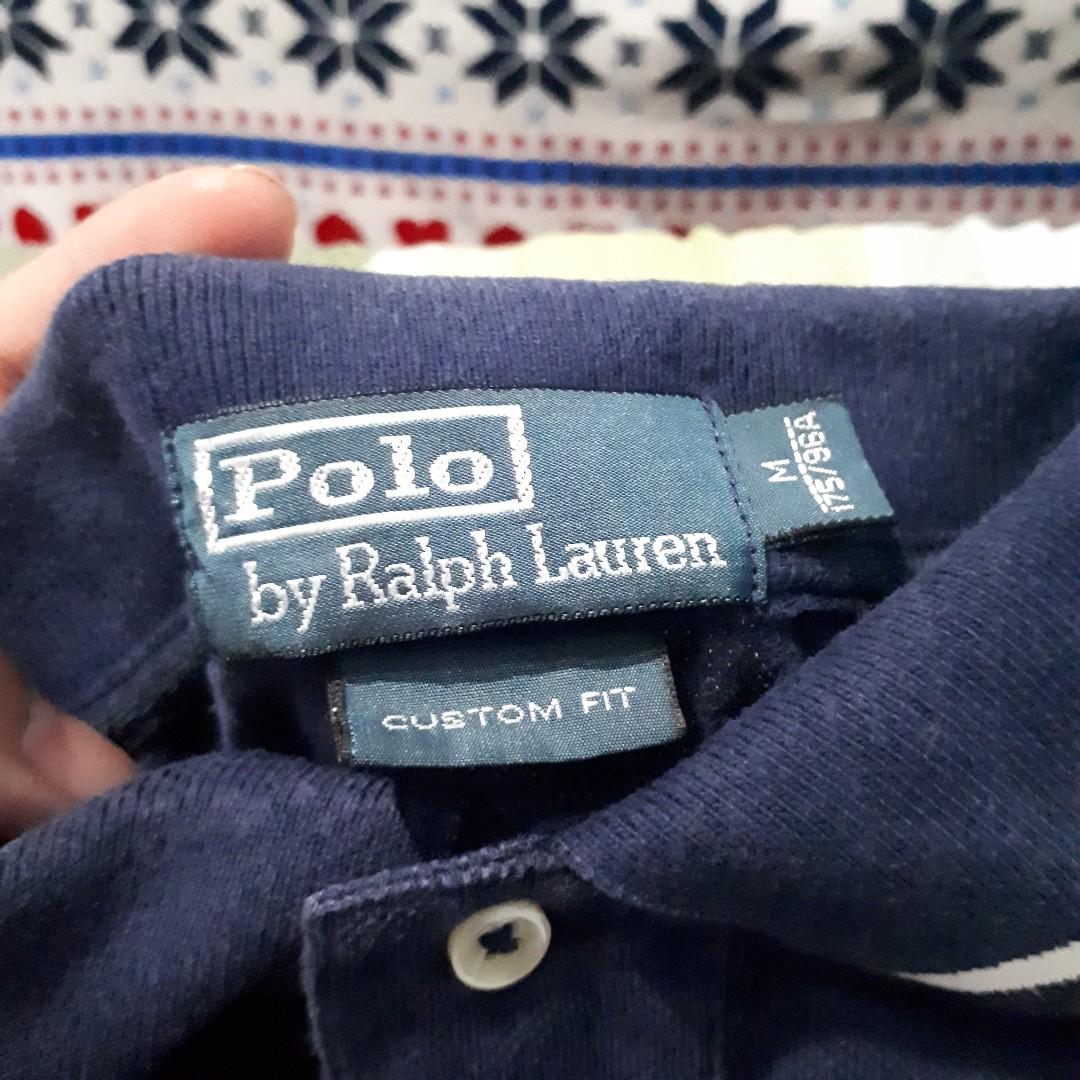 Polo
by Ralph Lauren
M
175/96A
CUSTOM FIT